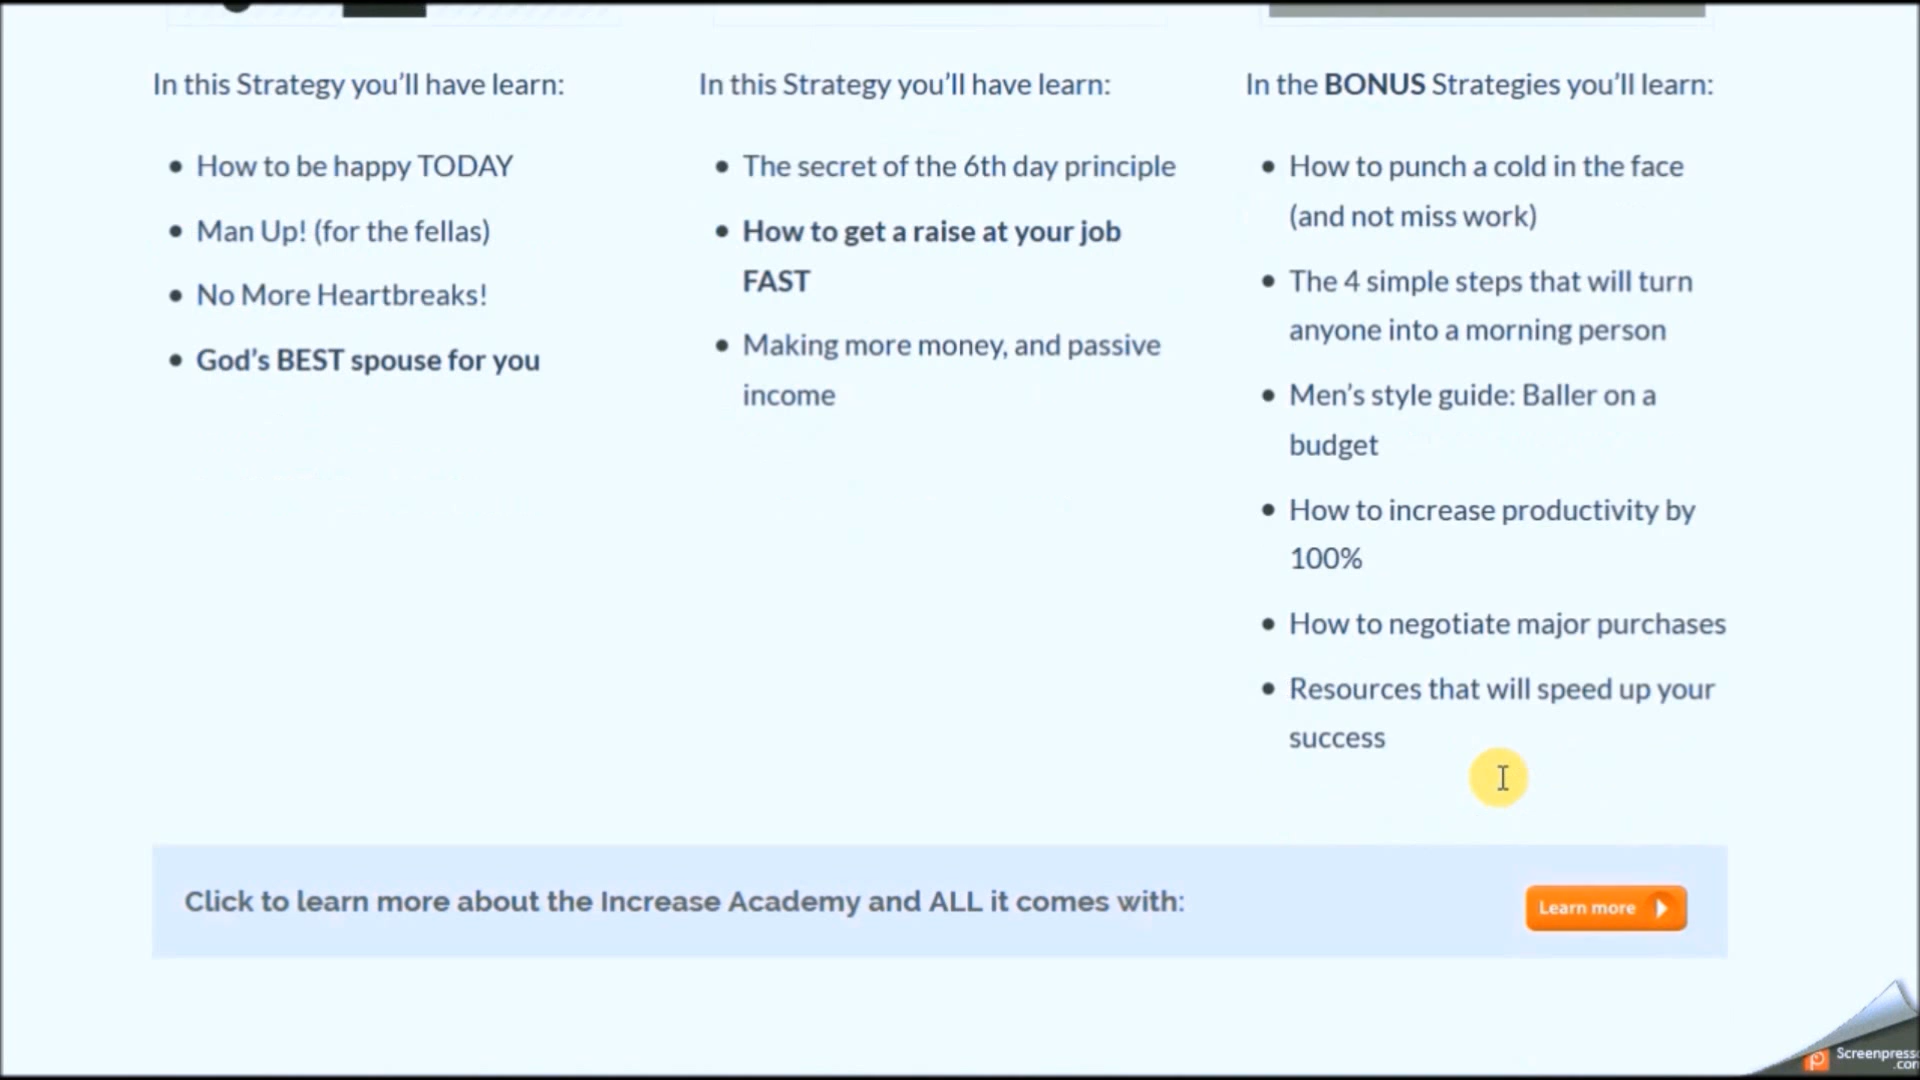 In this Strategy you'll have learn:
• How to be happy TODAY
• Man Up! (for the fellas)
• No More Heartbreaks!
• God's BEST spouse for you
In this Strategy you'll have learn:
• The secret of the 6th day principle
• How to get a raise at your job
FAST
• Making more money, and passive
income
In the BONUS Strategies you'll learn:
• How to punch a cold in the face
(and not miss work)
• The 4 simple steps that will turn
anyone into a morning person
• Men's style guide: Baller on a
budget
• How to increase productivity by
100%
• How to negotiate major purchases
• Resources that will speed up your
success
Click to learn more about the Increase Academy and ALL it comes with:
Learn more